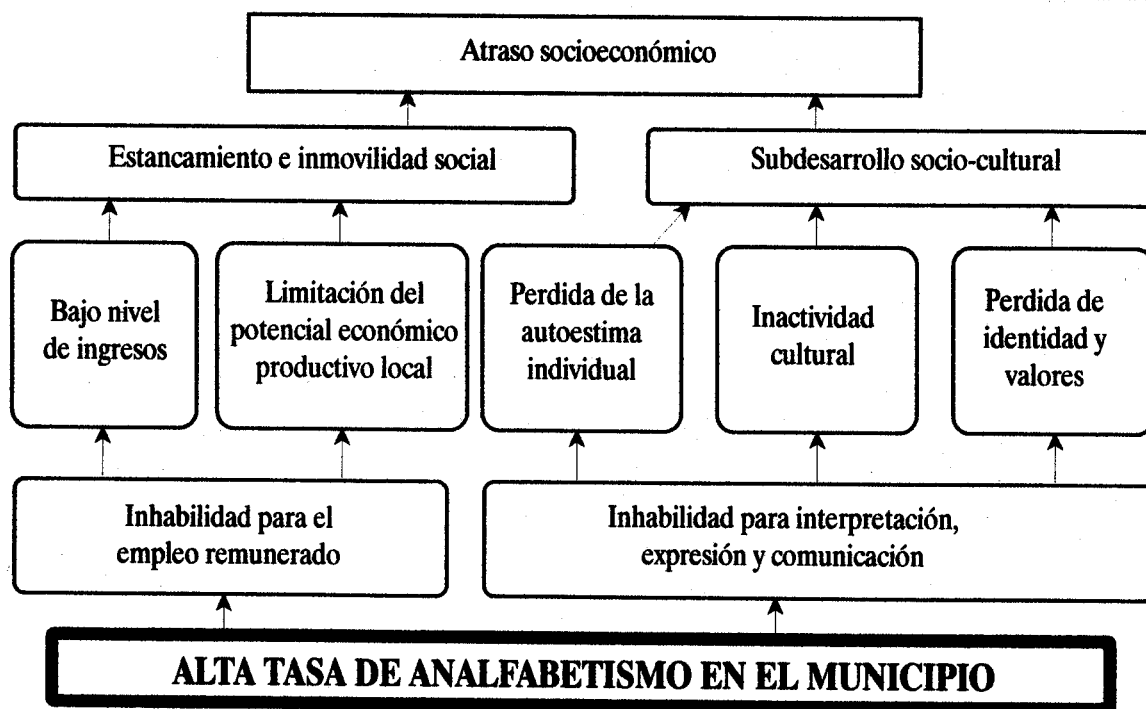 Atraso socioeconómico
Estancamiento e inmovilidad social
Subdesarrollo socio-cultural
Bajo nivel
de ingresos
Limitación del
potencial económico
productivo local
Perdida de la
autoestima
individual
Inactividad
cultural
Perdida de
identidad y
valores
Inhabilidad para el
empleo remunerado
Inhabilidad para interpretación,
expresión y comunicación
ALTA TASA DE ANALFABETISMO EN EL MUNICIPIO